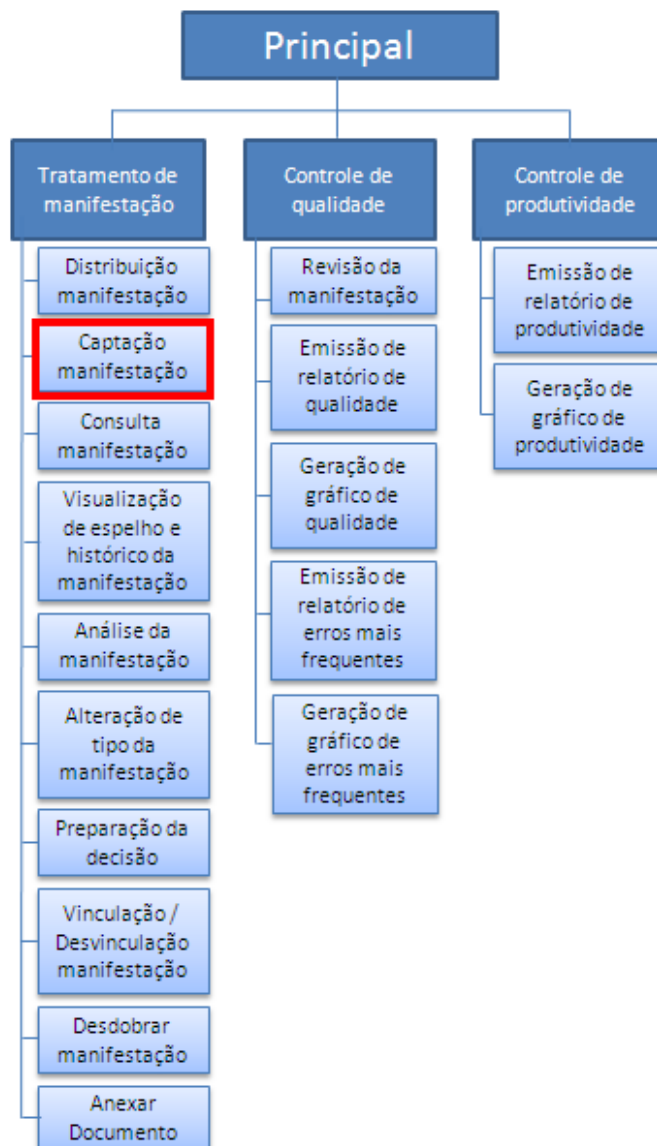 Principal
Tratamento de
manifestação
Distribuição
manifestação
Captação
manifestação
Consulta
manifestação
Visualização
de espelho e
histórico da
manifestação
Análise da
manifestação
Alteração de
tipo da
manifestação
Preparação da
decisão
Vinculação /
Desvinculação
manifestação
Desdobrar
manifestação
Anexar
Documento
Controle de
qualidade
Revisão da
manifestação
Emissão de
relatório de
qualidade
Geração de
gráfico de
qualidade
Emissão de
relatório de
erros mais
frequentes
Geração de
gráfico de
erros mais
frequentes
Controle de
produtividade
Emissão de
relatório de
produtividade
Geração de
gráfico de
produtividade